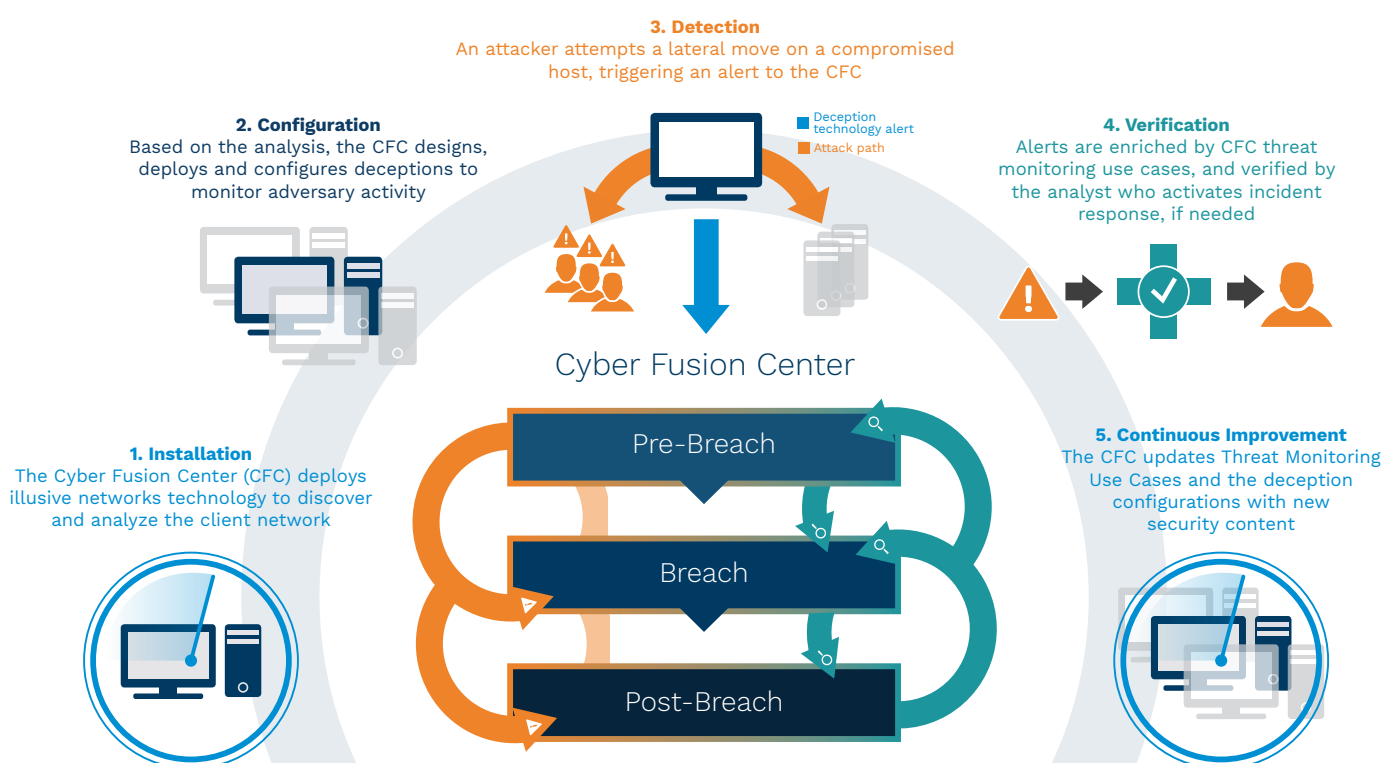 3. Detection
An attacker attempts a lateral move on a compromised
host, triggering an alert to the CFC
2. Configuration
Based on the analysis, the CFC designs,
deploys and configures deceptions to
monitor adversary activity
Deception
technology alert
Attack path
4. Verification
Alerts are enriched by CFC threat
monitoring use cases, and verified by
the analyst who activates incident
response, if needed
Cyber Fusion Center
Pre-Breach
Breach
Post-Breach
1. Installation
The Cyber Fusion Center (CFC) deploys
illusive networks technology to discover
and analyze the client network
5. Continuous Improvement
The CFC updates Threat Monitoring
Use Cases and the deception
configurations with new
security content